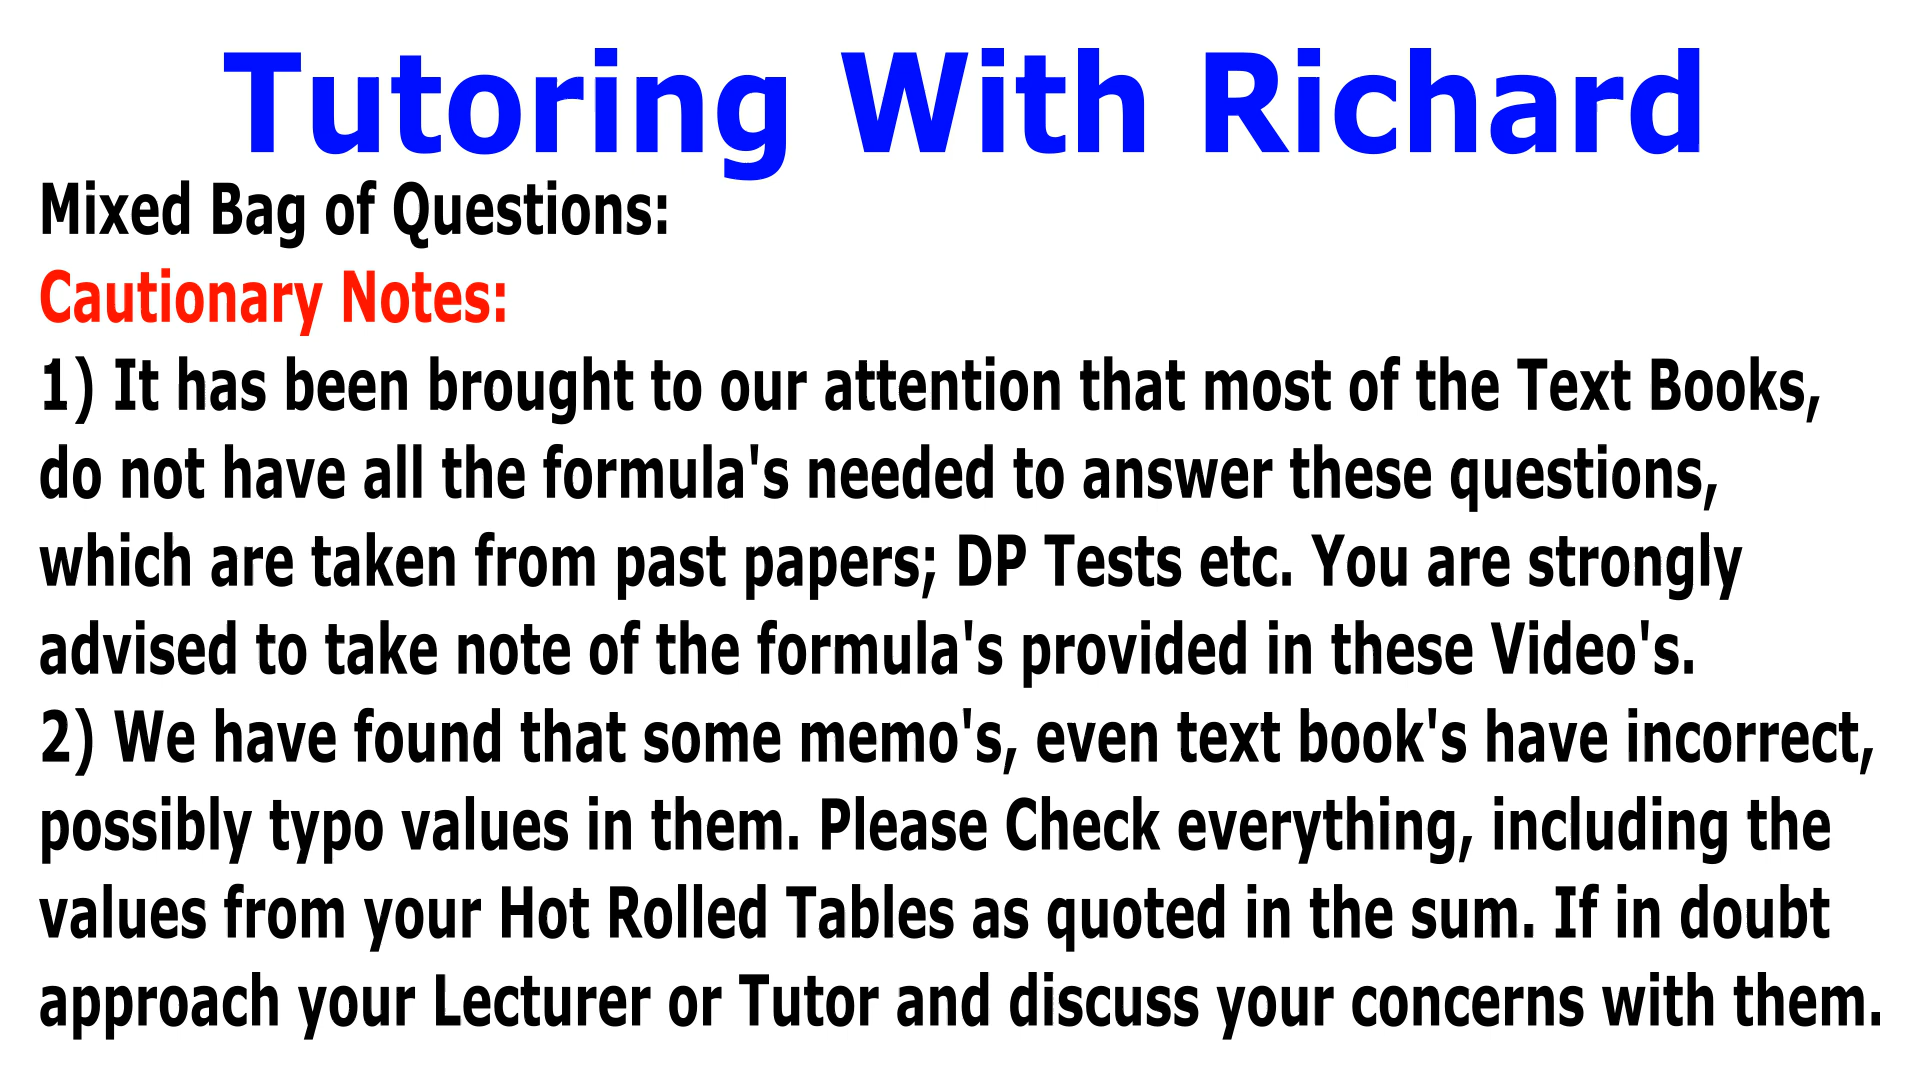 Tutoring With Richard
Mixed Bag of Questions:
Cautionary Notes:
1) It has been brought to our attention that most of the Text Books,
do not have all the formula's needed to answer these questions,
which are taken from past papers; DP Tests etc. You are strongly
advised to take note of the formula's provided in these Video's.
2) We have found that some memo's, even text book's have incorrect,
possibly typo values in them. Please Check everything, including the
values from your Hot Rolled Tables as quoted in the sum. If in doubt
approach your Lecturer or Tutor and discuss your concerns with them.